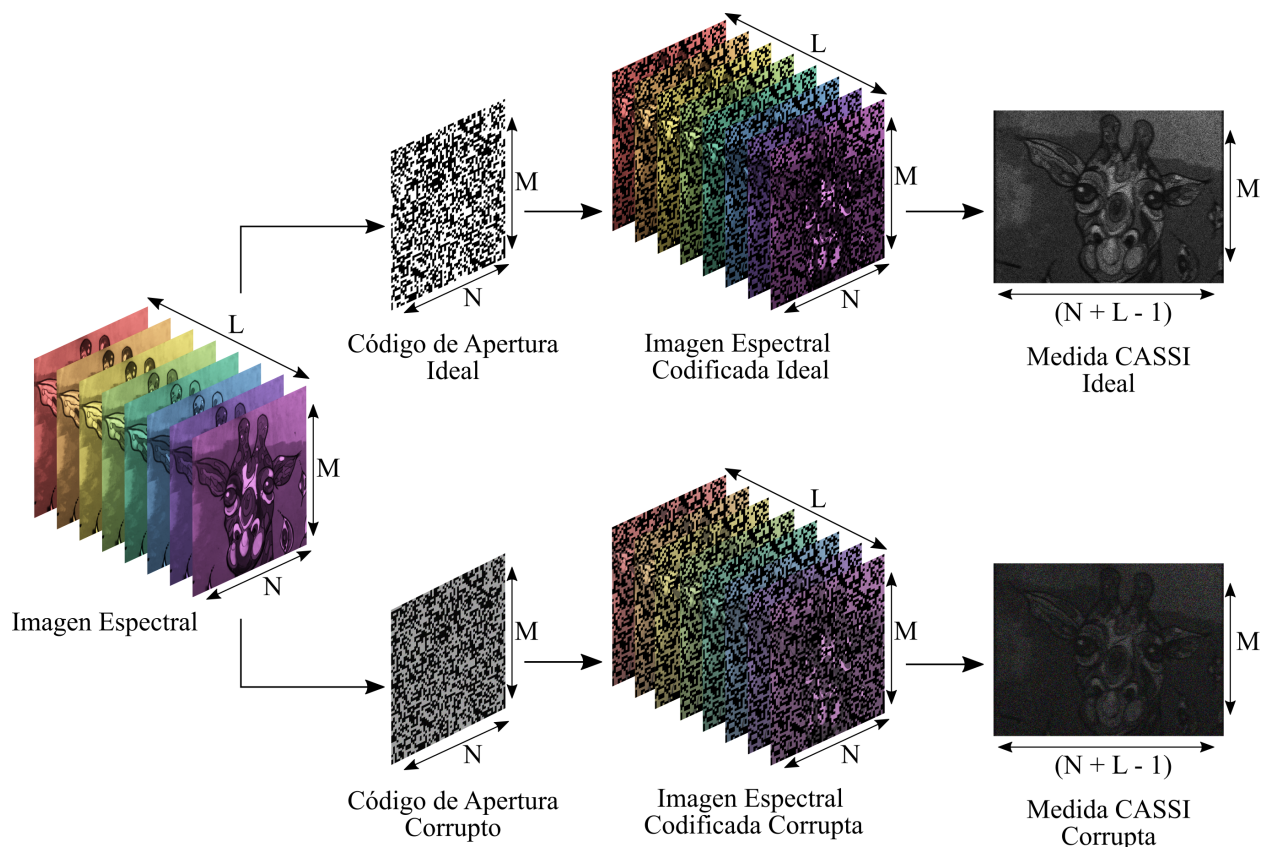 L
M
N
Imagen Espectral
M
N
Código de Apertura
Ideal
L
M
N
Imagen Espectral
Codificada Ideal
M
(N + L - 1)
Medida CASSI
Ideal
M
N
Código de Apertura
Corrupto
L
M
N
Imagen Espectral
Codificada Corrupta
M
(N + L - 1)
Medida CASSI
Corrupta